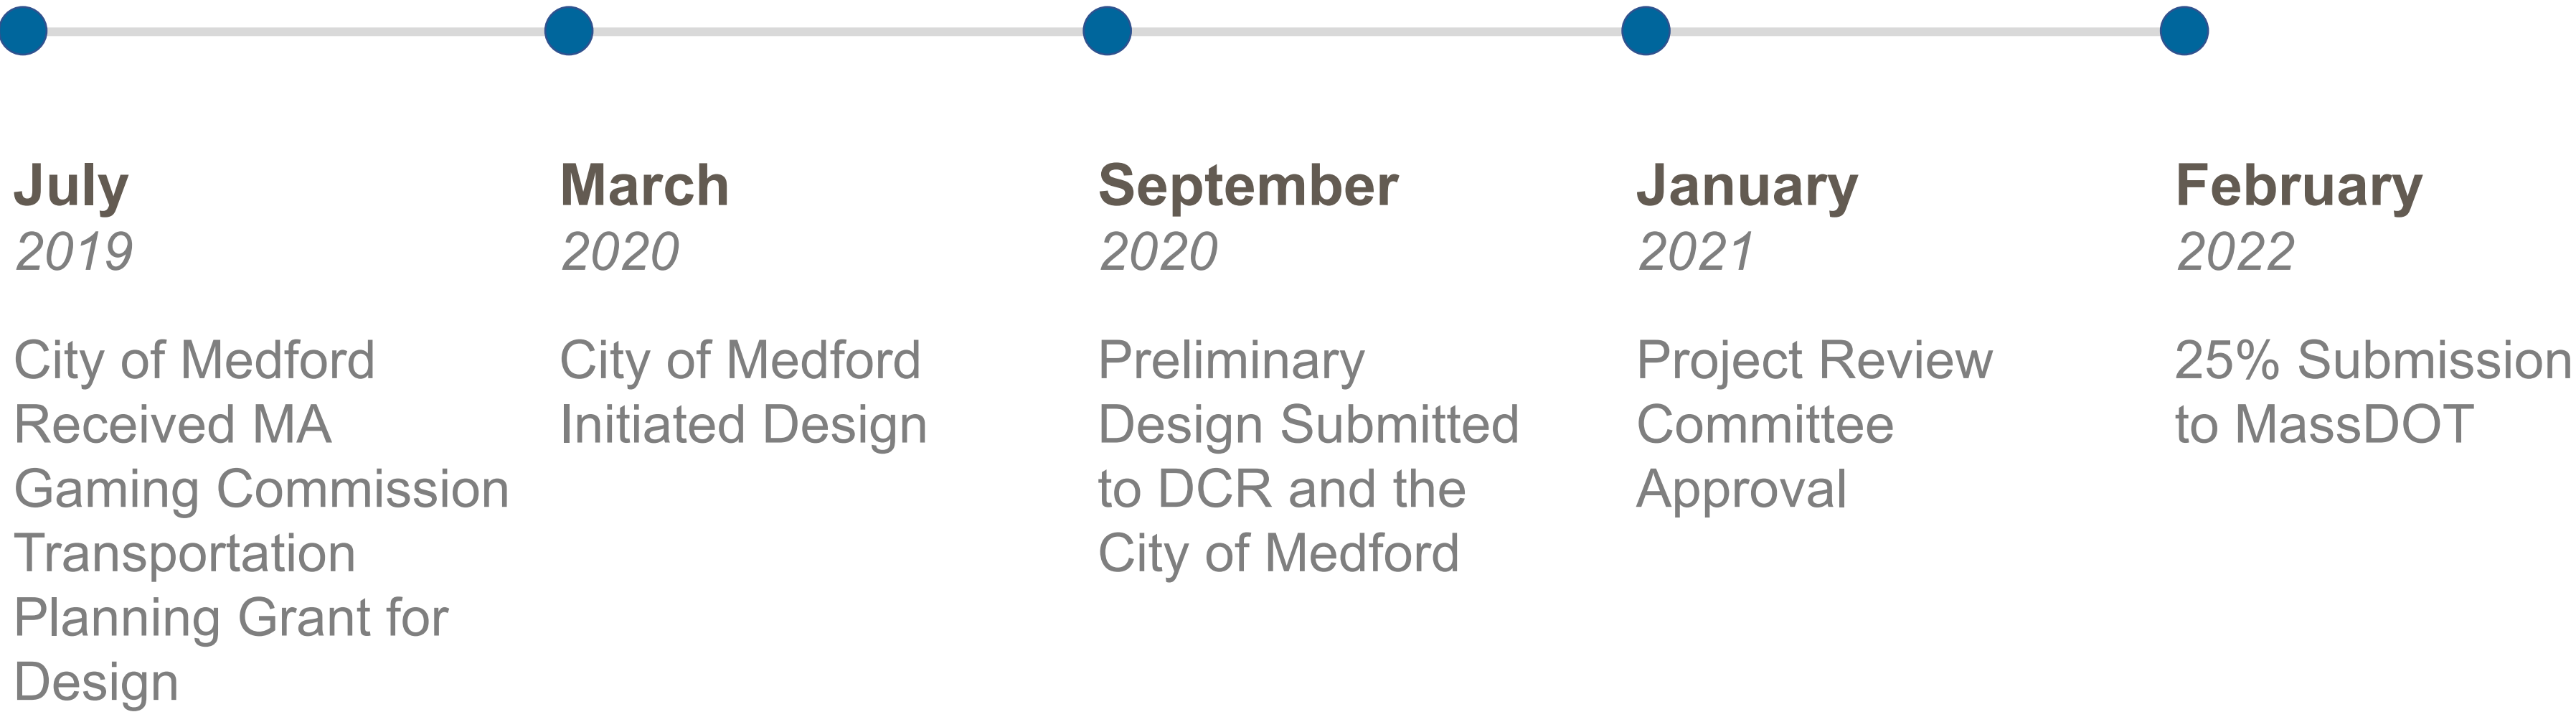 July
2019
City of Medford
Received MA
Gaming Commission
Transportation
Planning Grant for
Design
March
2020
City of Medford
Initiated Design
September
2020
Preliminary
Design Submitted
to DCR and the
City of Medford
January
2021
Project Review
Committee
Approval
February
2022
25% Submission
to MassDOT